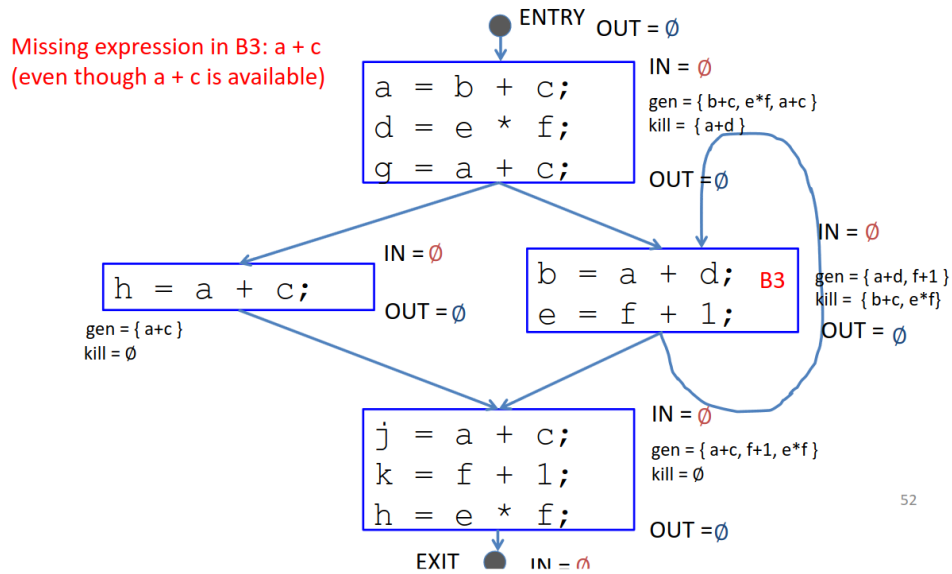 ENTRY
OUT = ∅
Missing expression in B3: a + c
(even though a + c is available)
IN = ∅
a = b + c;
d = e * f;
g = a + c;
gen = { b+c, e*f, a+c }
kill = { a+d }
OUT = ∅
IN = ∅
h = a + c;
OUT = ∅
gen = { a+c }
kill = ∅
IN = ∅
b = a + d;
e = f + 1;
B3
gen = { a+d, f+1 }
kill = { b+c, e*f}
OUT = ∅
IN = ∅
j = a + c;
k = f + 1;
h = e * f;
gen = { a+c, f+1, e*f }
kill = ∅
OUT =∅
52
EXIT
IN = ∅